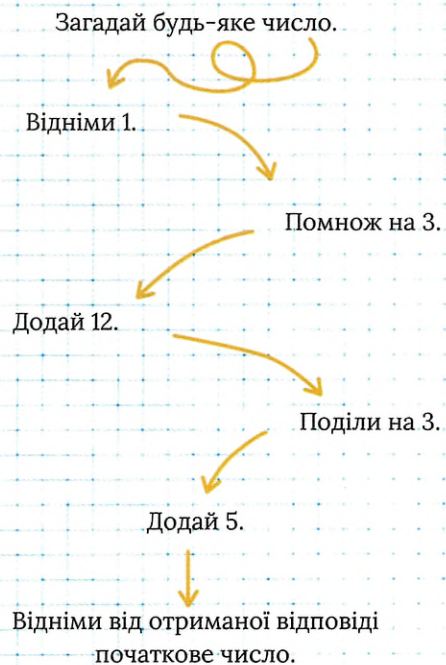 Загадай будь-яке число.
Відніми 1.
Помнож на 3.
Додай 12.
Поділи на 3.
Додай 5.
Відніми від отриманої відповіді
початкове число.